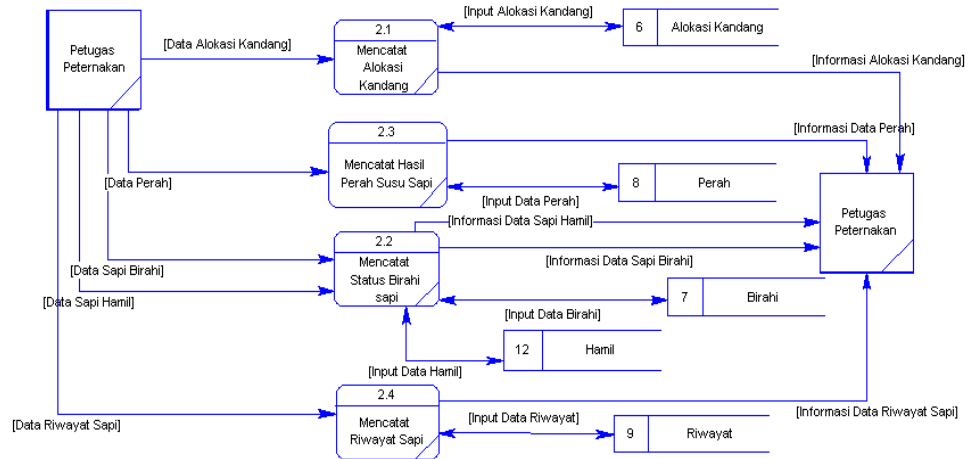 [Input Alokasi Kandang]
Petugas
Peternakan
[Data Alokasi Kandang]
2.1
Mencatat
Alokasi
Kandang
6
Alokasi Kandang
[Informasi Alokasi Kandang]
2.3
Mencatat Hasil
Perah Susu Sapi
[Informasi Data Perah]
[Data Perah]
8
Perah
[Input Data Perah]
[Informasi Data Sapi Hamil]
Petugas
Peternakan
2.2
Mencatat
Status Birahi
sapi
[Informasi Data Sapi Birahi]
[Data Sapi Birahi]
[Data Sapi Hamil]
7
Birahi
[Input Data Birahi]
12
Hamil
[Input Data Hamil]
2.4
Mencatat
Riwayat Sapi
[Input Data Riwayat]
[Informasi Data Riwayat Sapi]
[Data Riwayat Sapi]
9
Riwayat